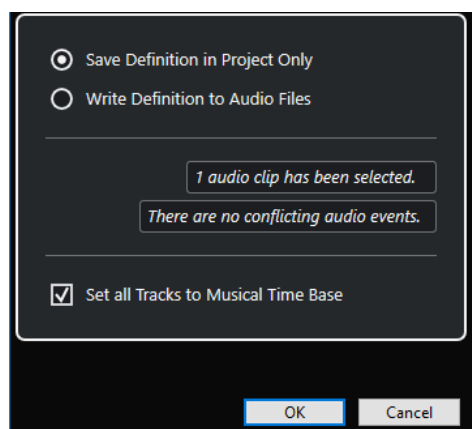 Save Definition in Project Only
Write Definition to Audio Files
1 audio clip has been selected.
There are no conflicting audio events.
Set all Tracks to Musical Time Base
OK Cancel